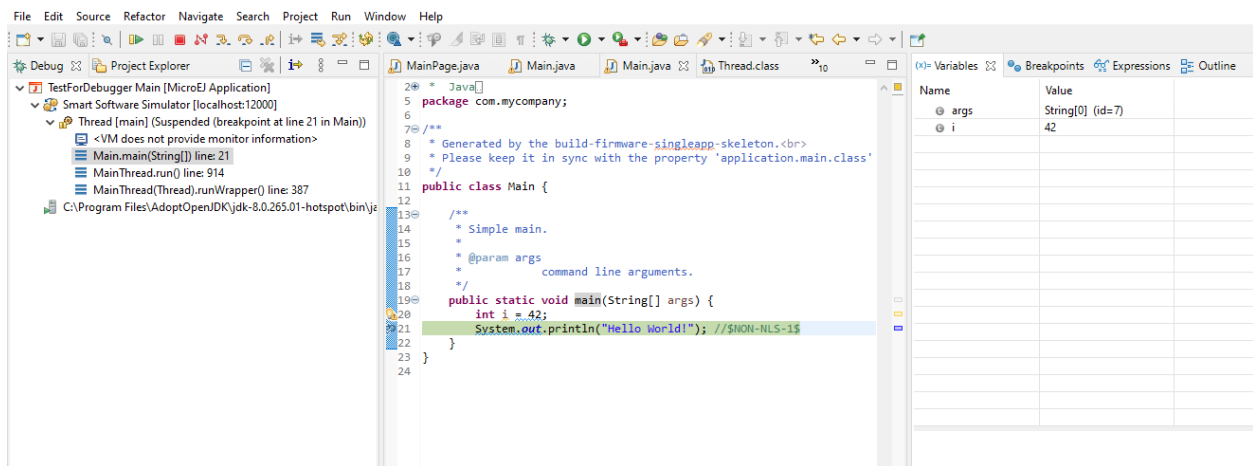 File Edit Source Refactor Navigate Search Project Run Window Help
Debug Project Explorer
TestForDebugger Main [MicroEJ Application]
Smart Software Simulator [localhost:12000]
Thread [main] (Suspended (breakpoint at line 21 in Main))
<VM does not provide monitor information>
Main.main(String[]) line: 21
MainThread.run() line: 914
MainThread(Thread).runWrapper() line: 387
C:\Program Files\AdoptOpenJDK\jdk-8.0.265.01-hotspot\bin\ja
MainPage.java Main.java Main.java Thread.class »10
2 * Java
5 package com.mycompany;
6
7 /**
8 * Generated by the build-firmware-singleapp-skeleton.<br>
9 * Please keep it in sync with the property 'application.main.class'
10 */
11 public class Main {
12
13 /**
14 * Simple main.
15 *
16 * @param args
17 * command line arguments.
18 */
19 public static void main(String[] args) {
20 int i = 42;
21 System.out.println("Hello World!"); //$NON-NLS-1$
22 }
23 }
24
(x)= Variables Breakpoints Expressions Outline
Name Value
args String[0] (id=7)
i 42